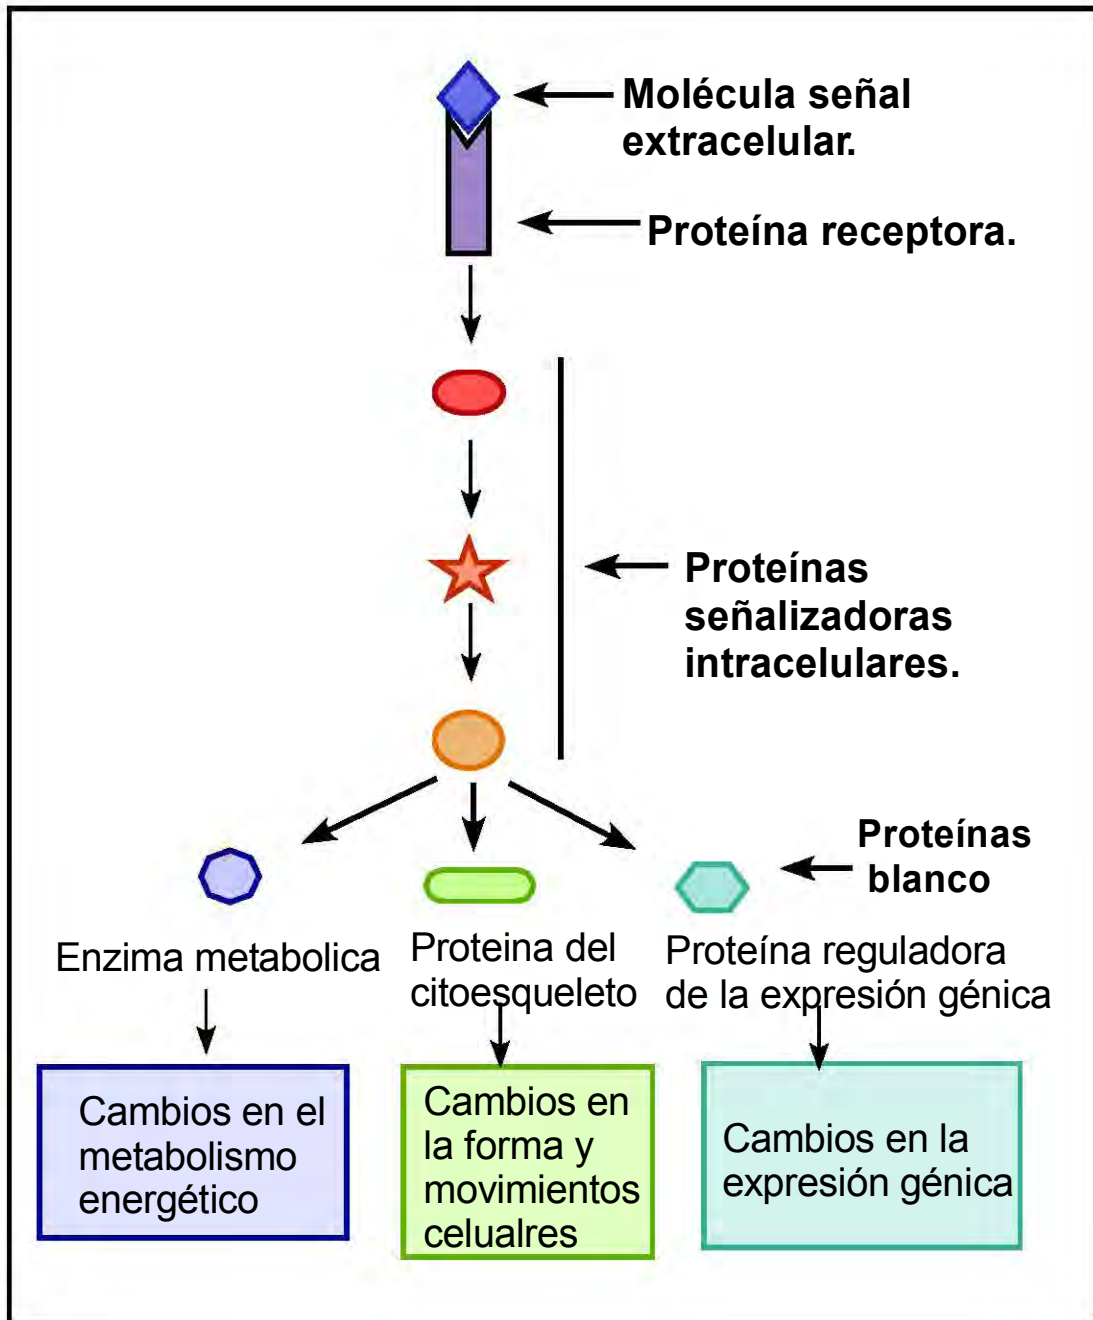 Molécula señal
extracelular.
Proteína receptora.
Proteínas
señalizadoras
intracelulares.
Proteínas
blanco
Enzima metabolica
Proteina del
citoesqueleto
Proteína reguladora
de la expresión génica
Cambios en el
metabolismo
energético
Cambios en
la forma y
movimientos
celualres
Cambios en la
expresión génica